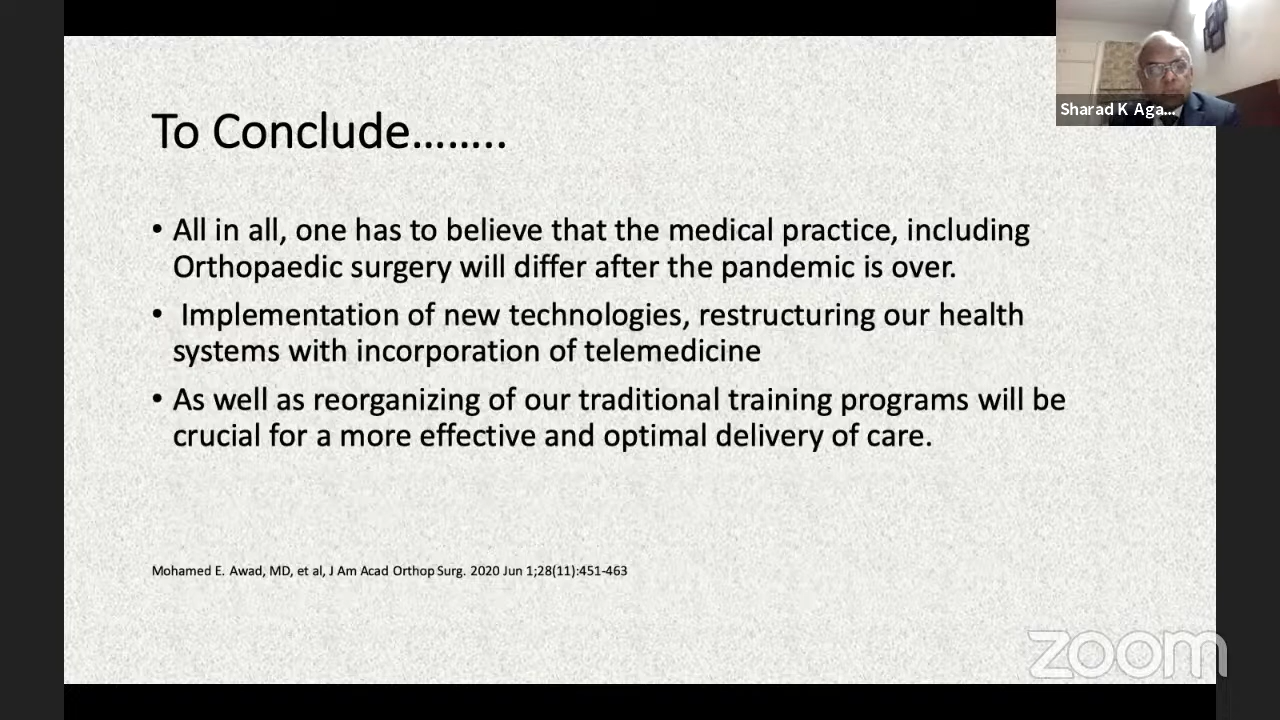 Sharad K Aga...
To Conclude........
• All in all, one has to believe that the medical practice, including
Orthopaedic surgery will differ after the pandemic is over.
• Implementation of new technologies, restructuring our health
systems with incorporation of telemedicine
• As well as reorganizing of our traditional training programs will be
crucial for a more effective and optimal delivery of care.
Mohamed E. Awad, MD, et al, J Am Acad Orthop Surg. 2020 Jun 1;28(11):451-463
zoom